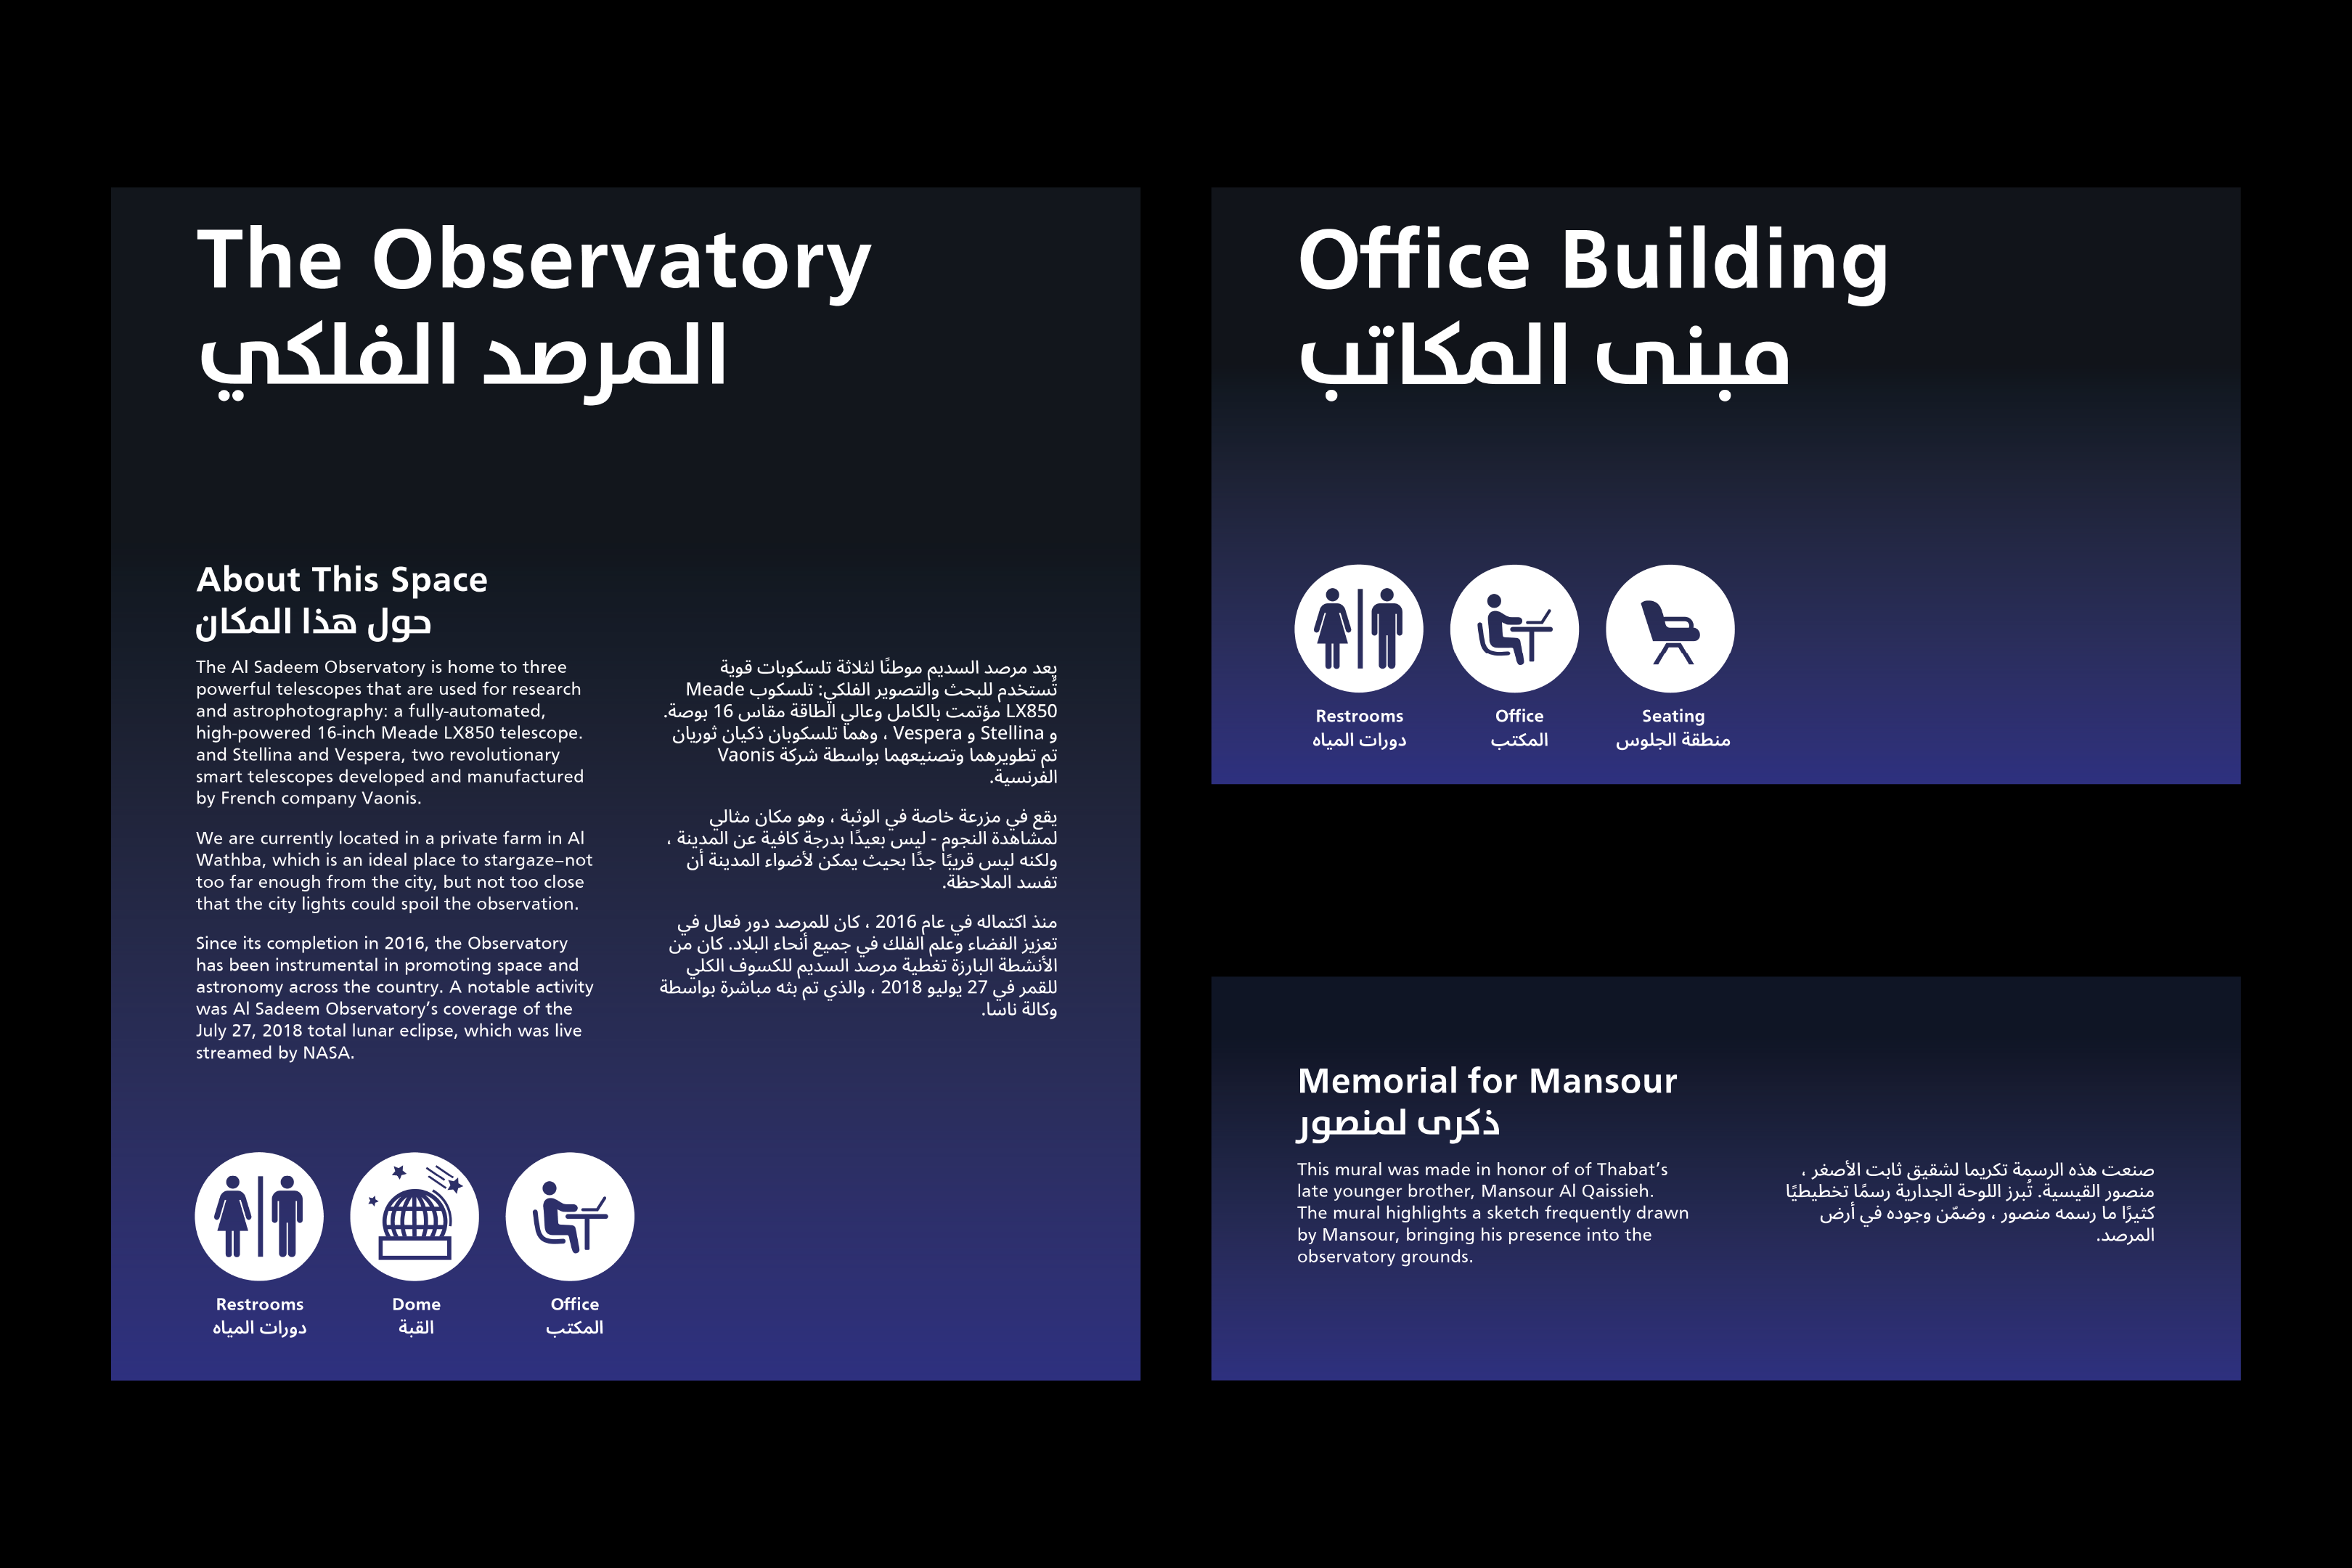 The Observatory
المرصد الفلكي
About This Space
حول هذا المكان
The Al Sadeem Observatory is home to three
powerful telescopes that are used for research
and astrophotography: a fully-automated,
high-powered 16-inch Meade LX850 telescope.
and Stellina and Vespera, two revolutionary
smart telescopes developed and manufactured
by French company Vaonis.
We are currently located in a private farm in Al
Wathba, which is an ideal place to stargaze–not
too far enough from the city, but not too close
that the city lights could spoil the observation.
Since its completion in 2016, the Observatory
has been instrumental in promoting space and
astronomy across the country. A notable activity
was Al Sadeem Observatory’s coverage of the
July 27, 2018 total lunar eclipse, which was live
streamed by NASA.
يعد مرصد السديم موطنًا لثلاثة تلسكوبات قوية
تُستخدم للبحث والتصوير الفلكي: تلسكوب Meade
LX850 مؤتمت بالكامل وعالي الطاقة مقاس 16 بوصة.
و Stellina و Vespera ، وهما تلسكوبان ذكيان ثوريان
تم تطويرهما وتصنيعهما بواسطة شركة Vaonis
الفرنسية.
يقع في مزرعة خاصة في الوثبة ، وهو مكان مثالي
لمشاهدة النجوم - ليس بعيدًا بدرجة كافية عن المدينة ،
ولكنه ليس قريبًا جدًا بحيث يمكن لأضواء المدينة أن
تفسد الملاحظة.
منذ اكتماله في عام 2016 ، كان للمرصد دور فعال في
تعزيز الفضاء وعلم الفلك في جميع أنحاء البلاد. كان من
الأنشطة البارزة تغطية مرصد السديم للكسوف الكلي
للقمر في 27 يوليو 2018 ، والذي تم بثه مباشرة بواسطة
وكالة ناسا.
Restrooms
دورات المياه
Dome
القبة
Office
المكتب
Office Building
مبنى المكاتب
Restrooms
دورات المياه
Office
المكتب
Seating
منطقة الجلوس
Memorial for Mansour
ذكرى لمنصور
This mural was made in honor of of Thabat’s
late younger brother, Mansour Al Qaissieh.
The mural highlights a sketch frequently drawn
by Mansour, bringing his presence into the
observatory grounds.
صنعت هذه الرسمة تكريما لشقيق ثابت الأصغر ،
منصور القيسية. تُبرز اللوحة الجدارية رسمًا تخطيطيًا
كثيرًا ما رسمه منصور ، وضمّن وجوده في أرض
المرصد.